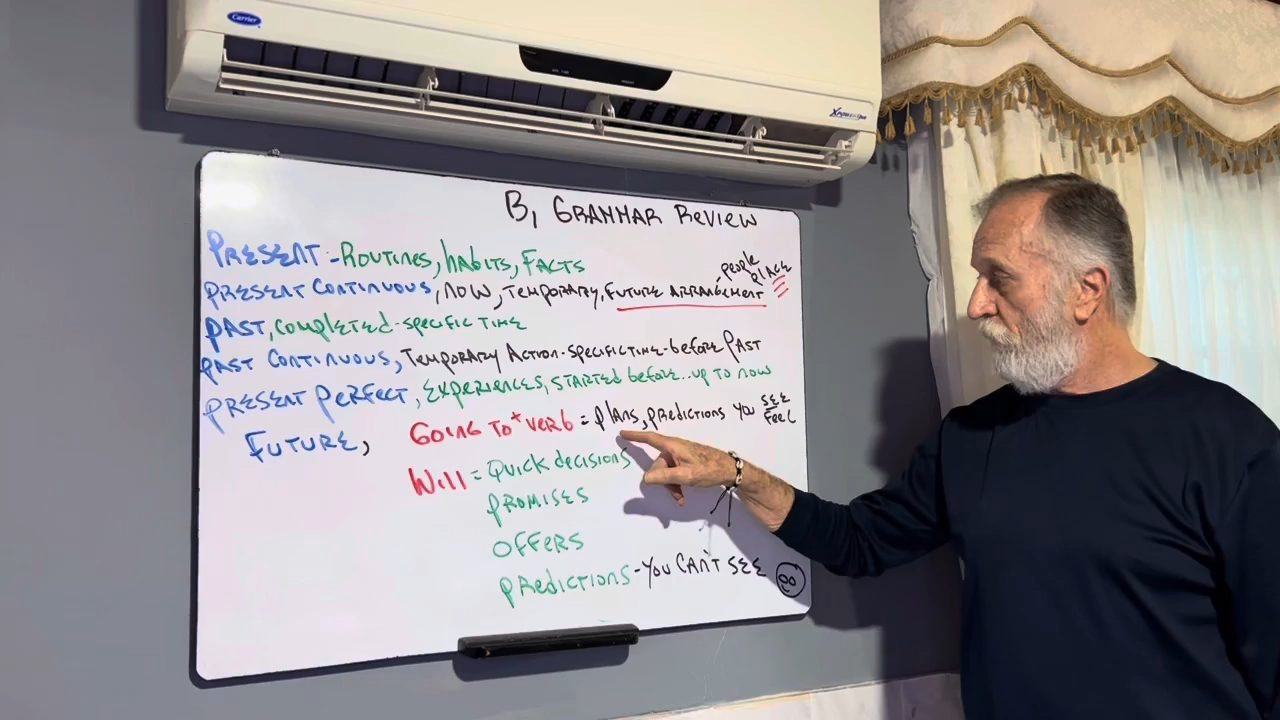 Carrier
Xpower
B1 GRAMMAR REVIEW
PRESENT - ROUTINES, HABITS, FACTS
PRESENT CONTINUOUS, NOW, TEMPORARY, FUTURE ARRANGEMENT - PEOPLE PLACE
PAST, COMPLETED - SPECIFIC TIME
PAST CONTINUOUS, TEMPORARY ACTION - SPECIFIC TIME - BEFORE PAST
PRESENT PERFECT, EXPERIENCES, STARTED BEFORE... UP TO NOW
FUTURE, GOING TO + VERB = PLANS, PREDICTIONS YOU SEE FEEL
WILL = QUICK DECISIONS
PROMISES
OFFERS
PREDICTIONS - YOU CAN'T SEE